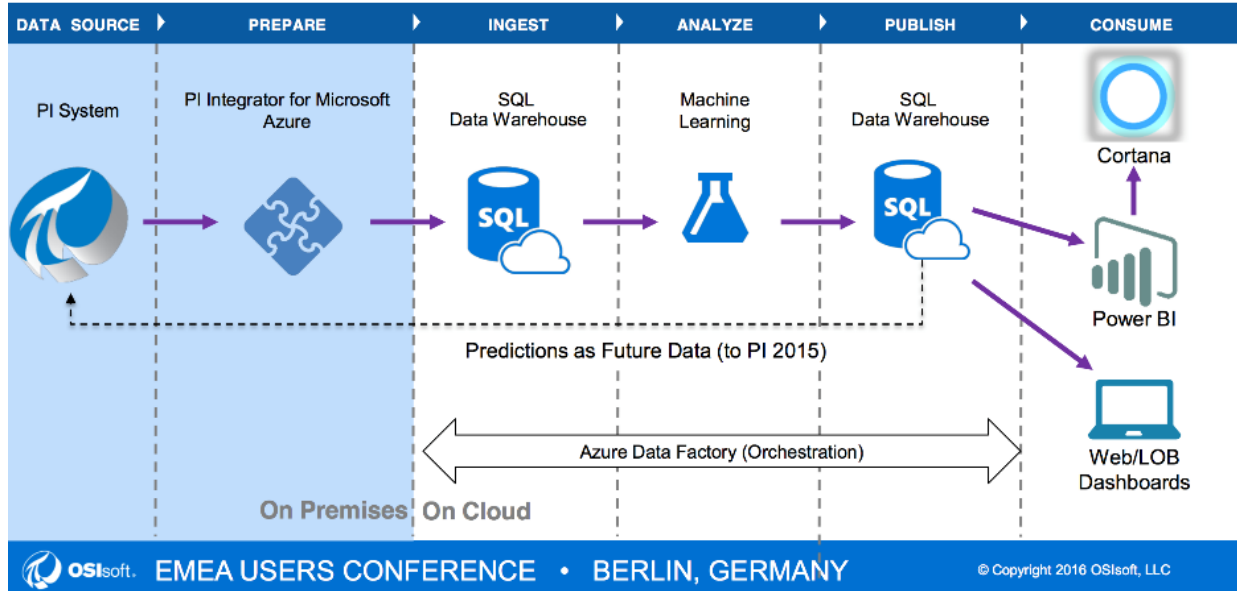 DATA SOURCE
PREPARE
INGEST
ANALYZE
PUBLISH
CONSUME
PI System
PI Integrator for Microsoft
Azure
SQL
Data Warehouse
Machine
Learning
SQL
Data Warehouse
Cortana
SQL
SQL
Power BI
Predictions as Future Data (to PI 2015)
Azure Data Factory (Orchestration)
Web/LOB
Dashboards
On Premises
On Cloud
OSIsoft.
EMEA USERS CONFERENCE • BERLIN, GERMANY
© Copyright 2016 OSIsoft, LLC